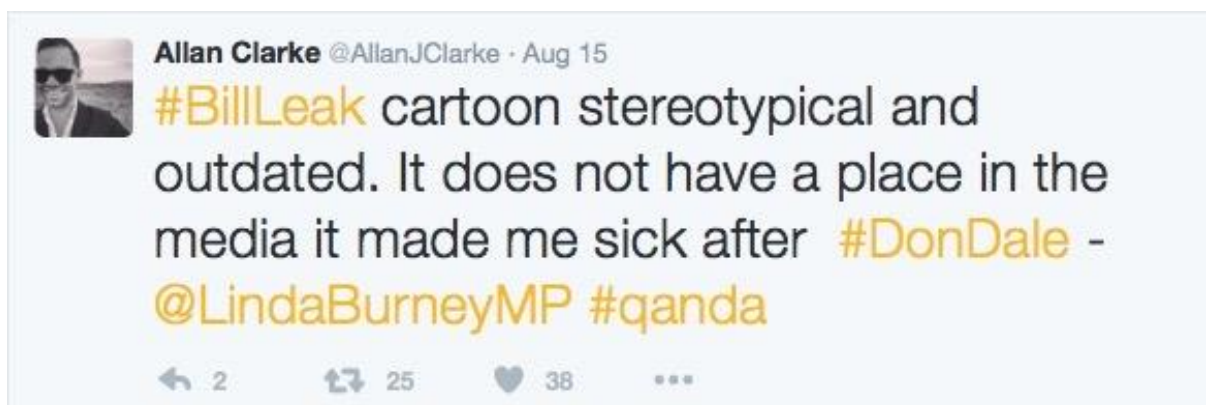 Allan Clarke @AllanJClarke · Aug 15
#BillLeak cartoon stereotypical and
outdated. It does not have a place in the
media it made me sick after #DonDale -
@LindaBurneyMP #qanda
2 25 38